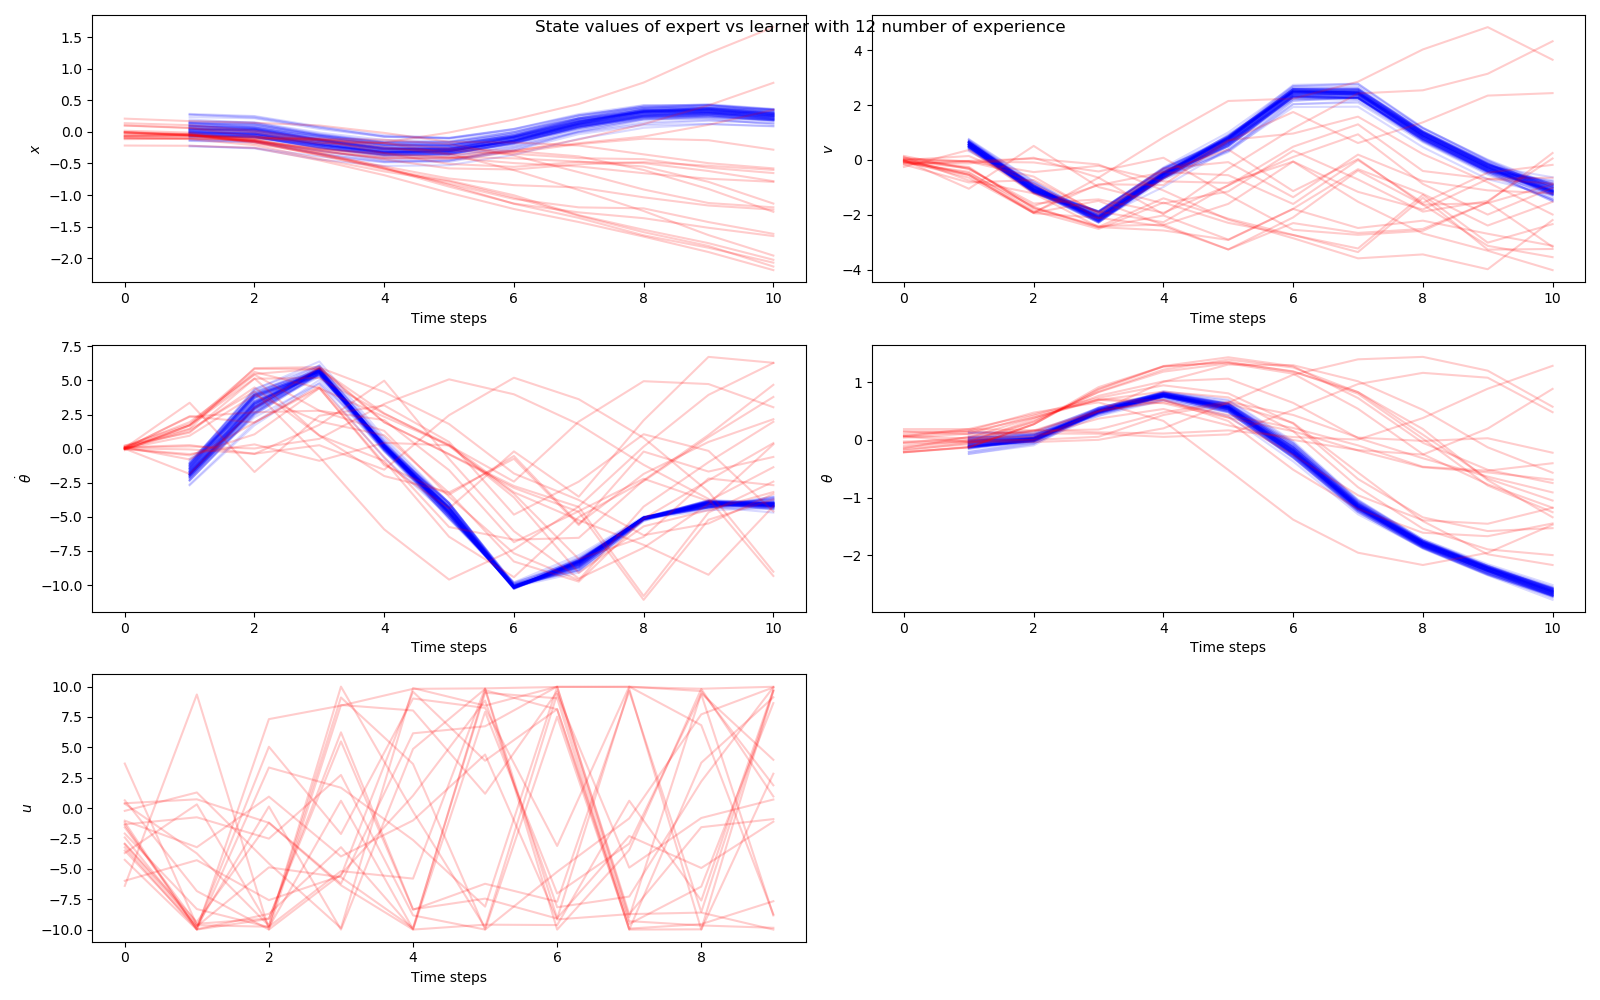 State values of expert vs learner with 12 number of experience
1.5
1.0
0.5
0.0
−0.5
−1.0
−1.5
−2.0
x
0 2 4 6 8 10
Time steps
4
2
0
−2
−4
v
0 2 4 6 8 10
Time steps
7.5
5.0
2.5
0.0
−2.5
−5.0
−7.5
−10.0
θ̇
0 2 4 6 8 10
Time steps
1
0
−1
−2
θ
0 2 4 6 8 10
Time steps
10.0
7.5
5.0
2.5
0.0
−2.5
−5.0
−7.5
−10.0
u
0 2 4 6 8
Time steps